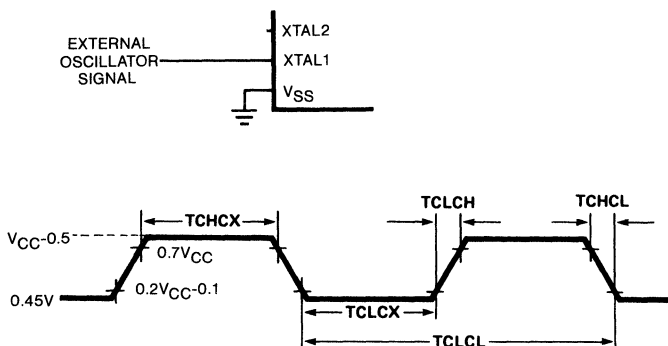 XTAL2
EXTERNAL
OSCILLATOR
SIGNAL
XTAL1
VSS
TCHCX
TCLCH
TCHCL
VCC-0.5
0.7VCC
0.2VCC-0.1
0.45V
TCLCX
TCLCL